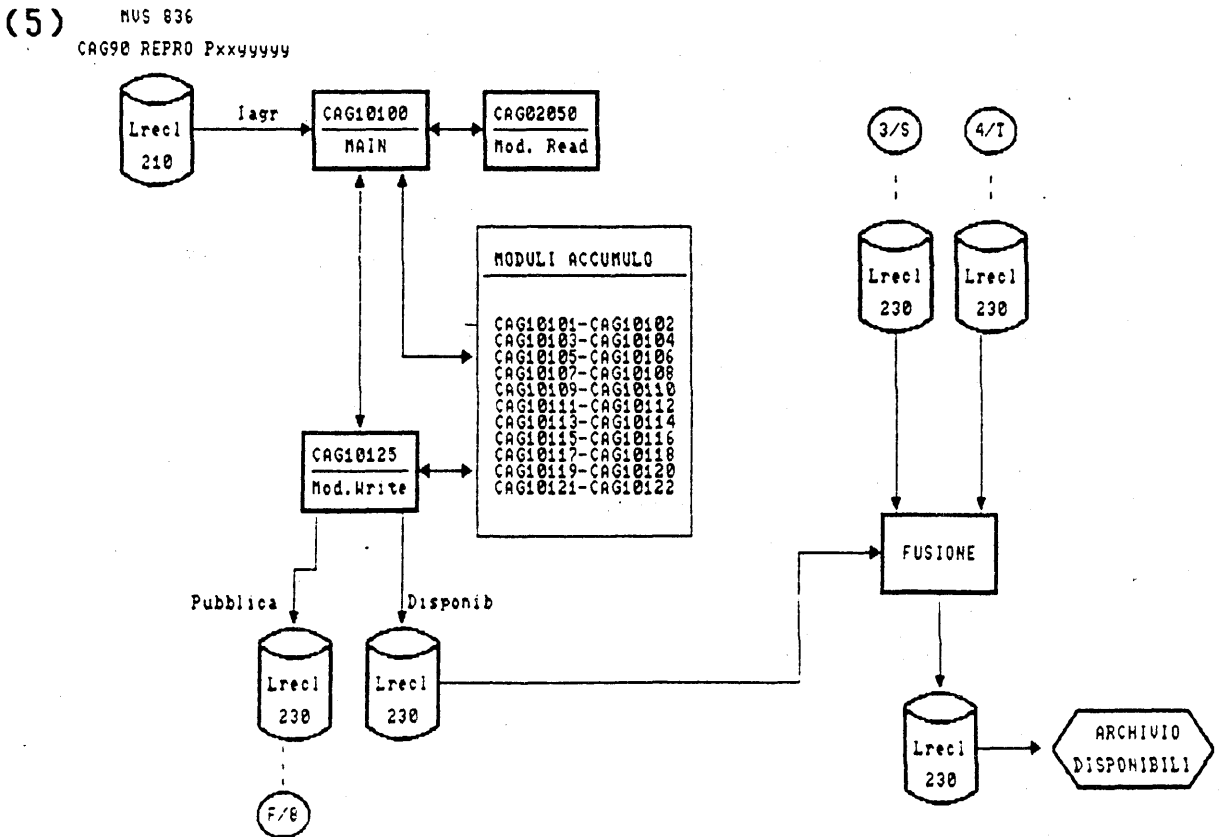 (5)
MVS 836
CAG90 REPRO Pxxyyyyy
Lrecl
210
Iagr
CAG10100
MAIN
CAG02050
Mod. Read
3/S
4/T
Lrecl
230
Lrecl
230
MODULI ACCUMULO
CAG10101-CAG10102
CAG10103-CAG10104
CAG10105-CAG10106
CAG10107-CAG10108
CAG10109-CAG10110
CAG10111-CAG10112
CAG10113-CAG10114
CAG10115-CAG10116
CAG10117-CAG10118
CAG10119-CAG10120
CAG10121-CAG10122
CAG10125
Mod.Write
FUSIONE
Pubblica
Disponib
Lrecl
230
Lrecl
230
Lrecl
230
ARCHIVIO
DISPONIBILI
F/8